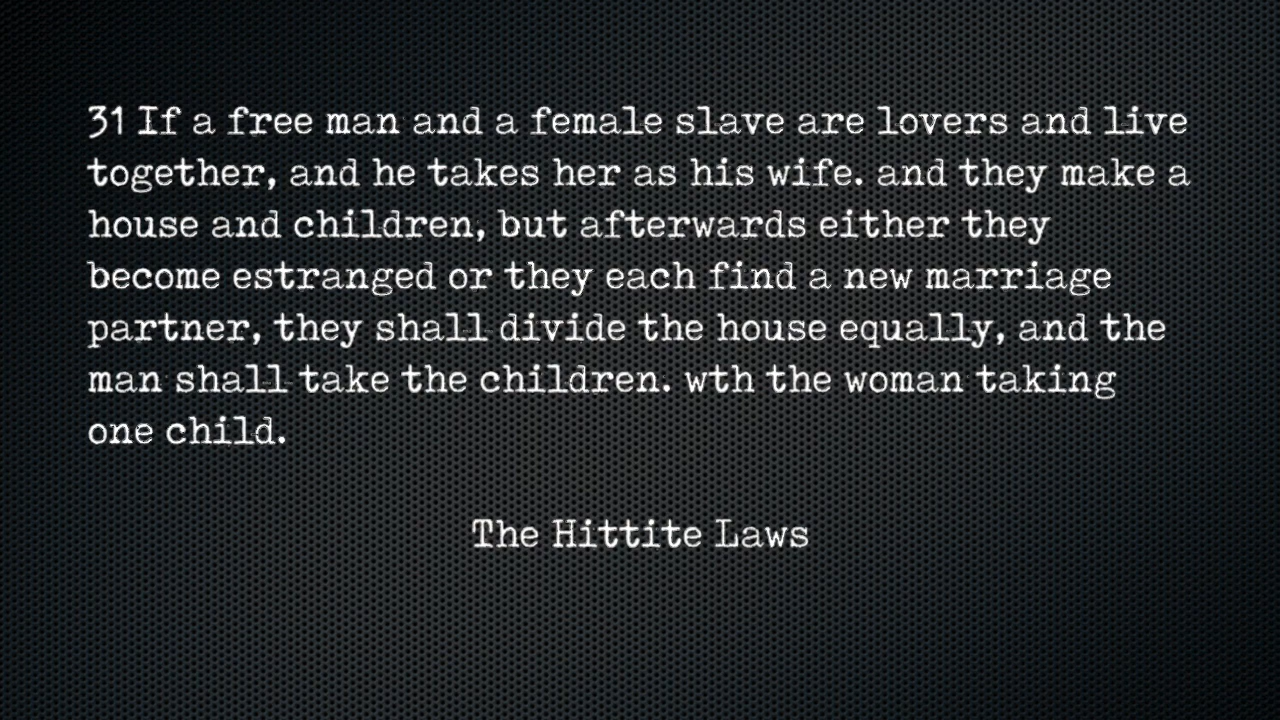 31 If a free man and a female slave are lovers and live
together, and he takes her as his wife. and they make a
house and children, but afterwards either they
become estranged or they each find a new marriage
partner, they shall divide the house equally, and the
man shall take the children. wth the woman taking
one child.
The Hittite Laws